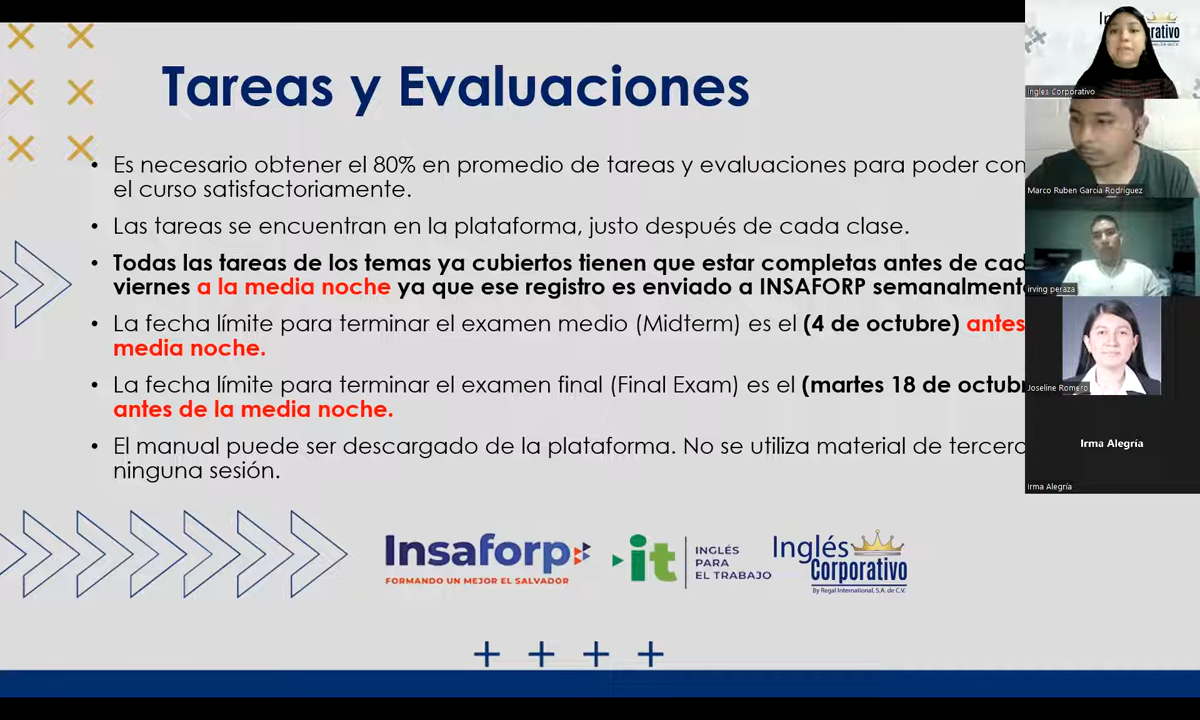 Tareas y Evaluaciones
• Es necesario obtener el 80% en promedio de tareas y evaluaciones para poder
el curso satisfactoriamente.
• Las tareas se encuentran en la plataforma, justo después de cada clase.
• Todas las tareas de los temas ya cubiertos tienen que estar completas antes de
viernes a la media noche ya que ese registro es enviado a INSAFORP
• La fecha límite para terminar el examen medio (Midterm) es el (4 de octubre) antes
media noche.
• La fecha límite para terminar el examen final (Final Exam) es el (martes 18 de
antes de la media noche.
• El manual puede ser descargado de la plataforma. No se utiliza material de
ninguna sesión.
Insaforp
FORMANDO UN MEJOR EL SALVADOR
it
INGLÉS
PARA
EL TRABAJO
Inglés
Corporativo
By Regal International, S.A. de C.V.
Ingles Corporativo
Marco Ruben Garcia Rodriguez
irving peraza
Joseline Romero
Irma Alegría
Irma Alegría